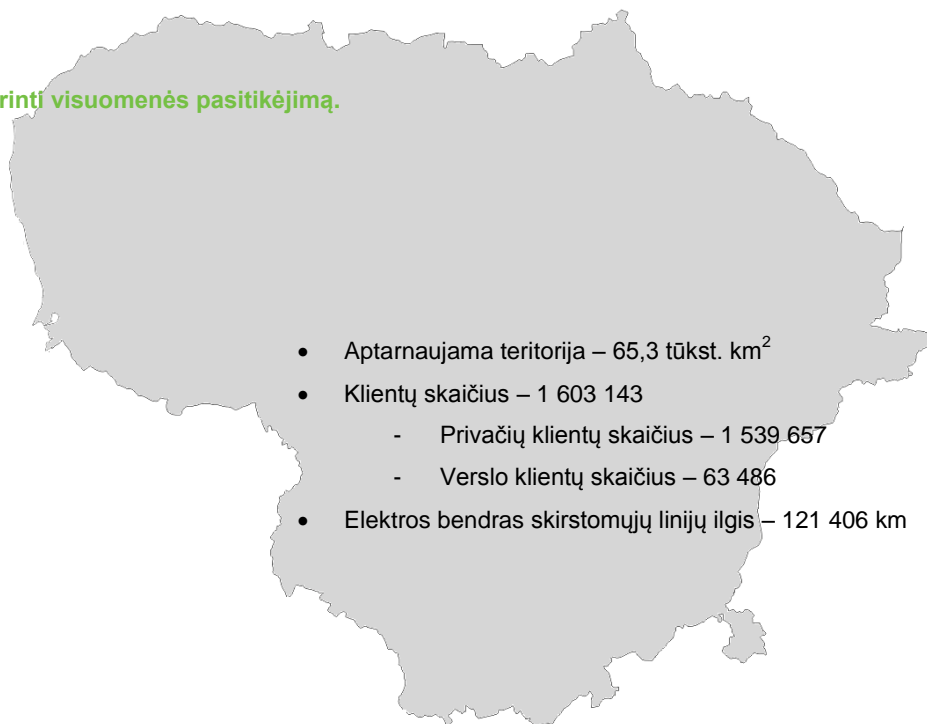 rinti visuomenės pasitikėjimą.
• Aptarnaujama teritorija – 65,3 tūkst. km²
• Klientų skaičius – 1 603 143
- Privačių klientų skaičius – 1 539 657
- Verslo klientų skaičius – 63 486
• Elektros bendras skirstomųjų linijų ilgis – 121 406 km